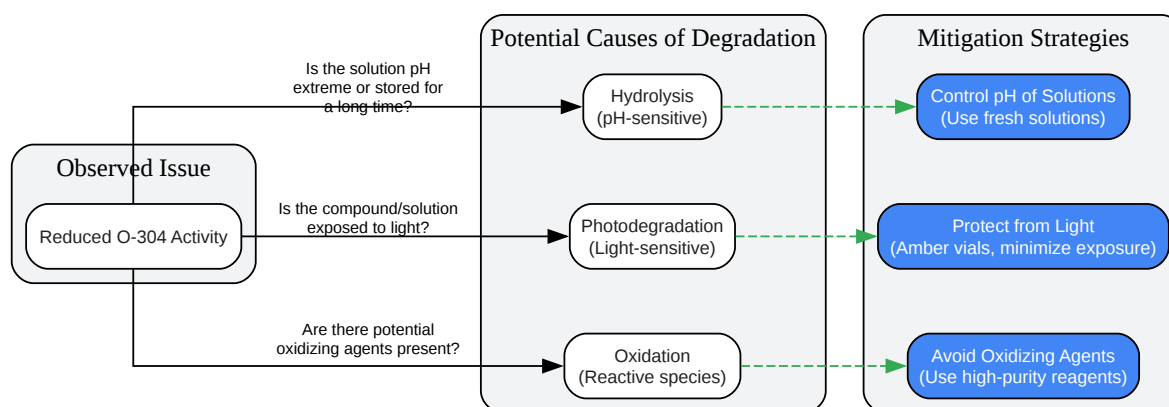 Potential Causes of Degradation
Mitigation Strategies
Is the solution pH
extreme or stored for
a long time?
Hydrolysis
(pH-sensitive)
Control pH of Solutions
(Use fresh solutions)
Observed Issue
Reduced O-304 Activity
Is the compound/solution
exposed to light?
Photodegradation
(Light-sensitive)
Protect from Light
(Amber vials, minimize exposure)
Are there potential
oxidizing agents present?
Oxidation
(Reactive species)
Avoid Oxidizing Agents
(Use high-purity reagents)